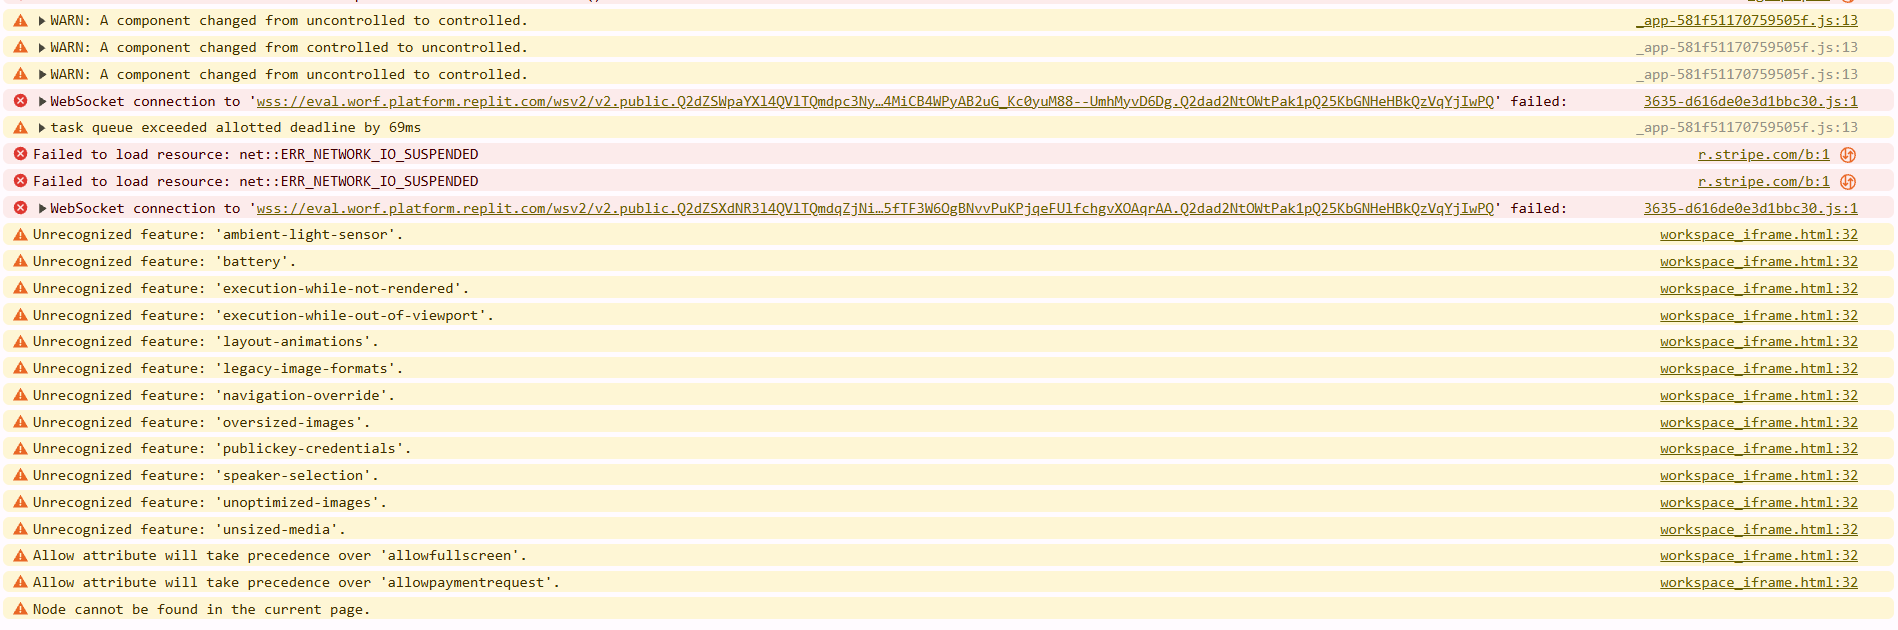 WARN: A component changed from uncontrolled to controlled. _app-581f51170759505f.js:13
WARN: A component changed from controlled to uncontrolled. _app-581f51170759505f.js:13
WARN: A component changed from uncontrolled to controlled. _app-581f51170759505f.js:13
WebSocket connection to 'wss://eval.worf.platform.replit.com/wsv2/v2.public.Q2dZSWpaYXl4QVlTQmdpc3Ny…4MiCB4WPyAB2uG_Kc0yuM88--UmhMyvD6Dg.Q2dad2NtOWtPak1pQ25KbGNHeHBkQzVqYjIwPQ' failed: 3635-d616de0e3d1bbc30.js:1
task queue exceeded allotted deadline by 69ms _app-581f51170759505f.js:13
Failed to load resource: net::ERR_NETWORK_IO_SUSPENDED r.stripe.com/b:1
Failed to load resource: net::ERR_NETWORK_IO_SUSPENDED r.stripe.com/b:1
WebSocket connection to 'wss://eval.worf.platform.replit.com/wsv2/v2.public.Q2dZSXdNR3l4QVlTQmdqZjNi…5fTF3W6OgBNvvPuKPjqeFUlfchgvXOAqrAA.Q2dad2NtOWtPak1pQ25KbGNHeHBkQzVqYjIwPQ' failed: 3635-d616de0e3d1bbc30.js:1
Unrecognized feature: 'ambient-light-sensor'. workspace_iframe.html:32
Unrecognized feature: 'battery'. workspace_iframe.html:32
Unrecognized feature: 'execution-while-not-rendered'. workspace_iframe.html:32
Unrecognized feature: 'execution-while-out-of-viewport'. workspace_iframe.html:32
Unrecognized feature: 'layout-animations'. workspace_iframe.html:32
Unrecognized feature: 'legacy-image-formats'. workspace_iframe.html:32
Unrecognized feature: 'navigation-override'. workspace_iframe.html:32
Unrecognized feature: 'oversized-images'. workspace_iframe.html:32
Unrecognized feature: 'publickey-credentials'. workspace_iframe.html:32
Unrecognized feature: 'speaker-selection'. workspace_iframe.html:32
Unrecognized feature: 'unoptimized-images'. workspace_iframe.html:32
Unrecognized feature: 'unsized-media'. workspace_iframe.html:32
Allow attribute will take precedence over 'allowfullscreen'. workspace_iframe.html:32
Allow attribute will take precedence over 'allowpaymentrequest'. workspace_iframe.html:32
Node cannot be found in the current page.